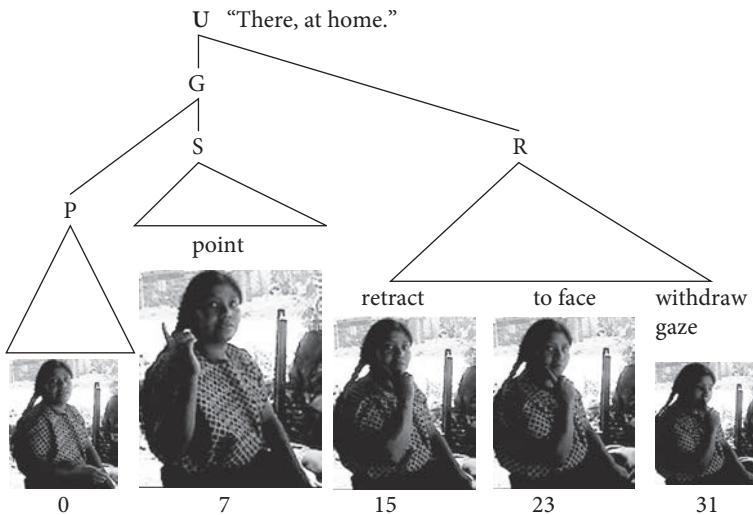 U “There, at home.”
G
S
R
P
point
retract
to face
withdraw
gaze
0
7
15
23
31